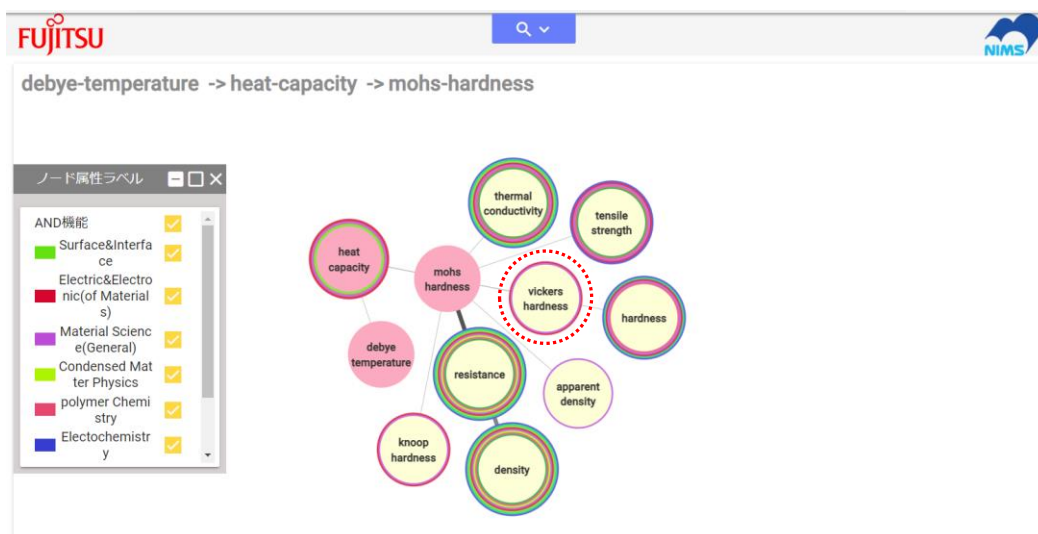 FUJITSU
NIMS
debye-temperature -> heat-capacity -> mohs-hardness
ノード属性ラベル
AND機能
Surface&Interfa
ce
Electric&Electro
nic(of Material
s)
Material Scienc
e(General)
Condensed Mat
ter Physics
polymer Chemi
stry
Electochemistr
y
thermal
conductivity
tensile
strength
heat
capacity
mohs
hardness
vickers
hardness
hardness
debye
temperature
resistance
apparent
density
knoop
hardness
density